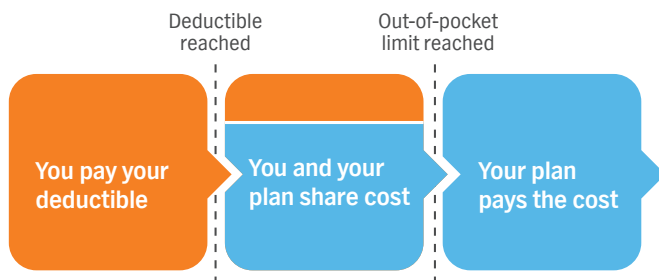 Deductible
reached
Out-of-pocket
limit reached
You pay your
deductible
You and your
plan share cost
Your plan
pays the cost